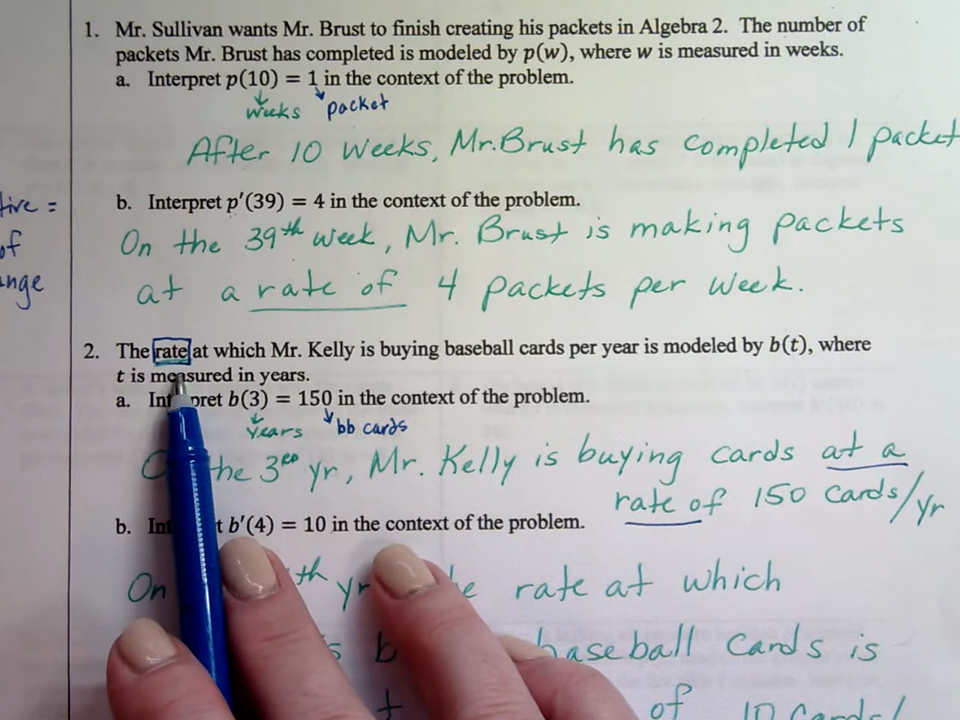 1. Mr. Sullivan wants Mr. Brust to finish creating his packets in Algebra 2. The number of
packets Mr. Brust has completed is modeled by p(w), where w is measured in weeks.
a. Interpret p(10) = 1 in the context of the problem.
weeks packet
After 10 weeks, Mr. Brust has completed 1 packet
b. Interpret p′(39) = 4 in the context of the problem.
On the 39th week, Mr. Brust is making packets
of
at a rate of 4 packets per week.
2. The rate at which Mr. Kelly is buying baseball cards per year is modeled by b(t), where
t is measured in years.
a. b(3) = 150 in the context of the problem.
years bb cards
the 3RD yr, Mr. Kelly is buying cards at a
rate of 150 cards/yr
b. b′(4) = 10 in the context of the problem.
On th yr rate at which
baseball cards is
of 10 cards/